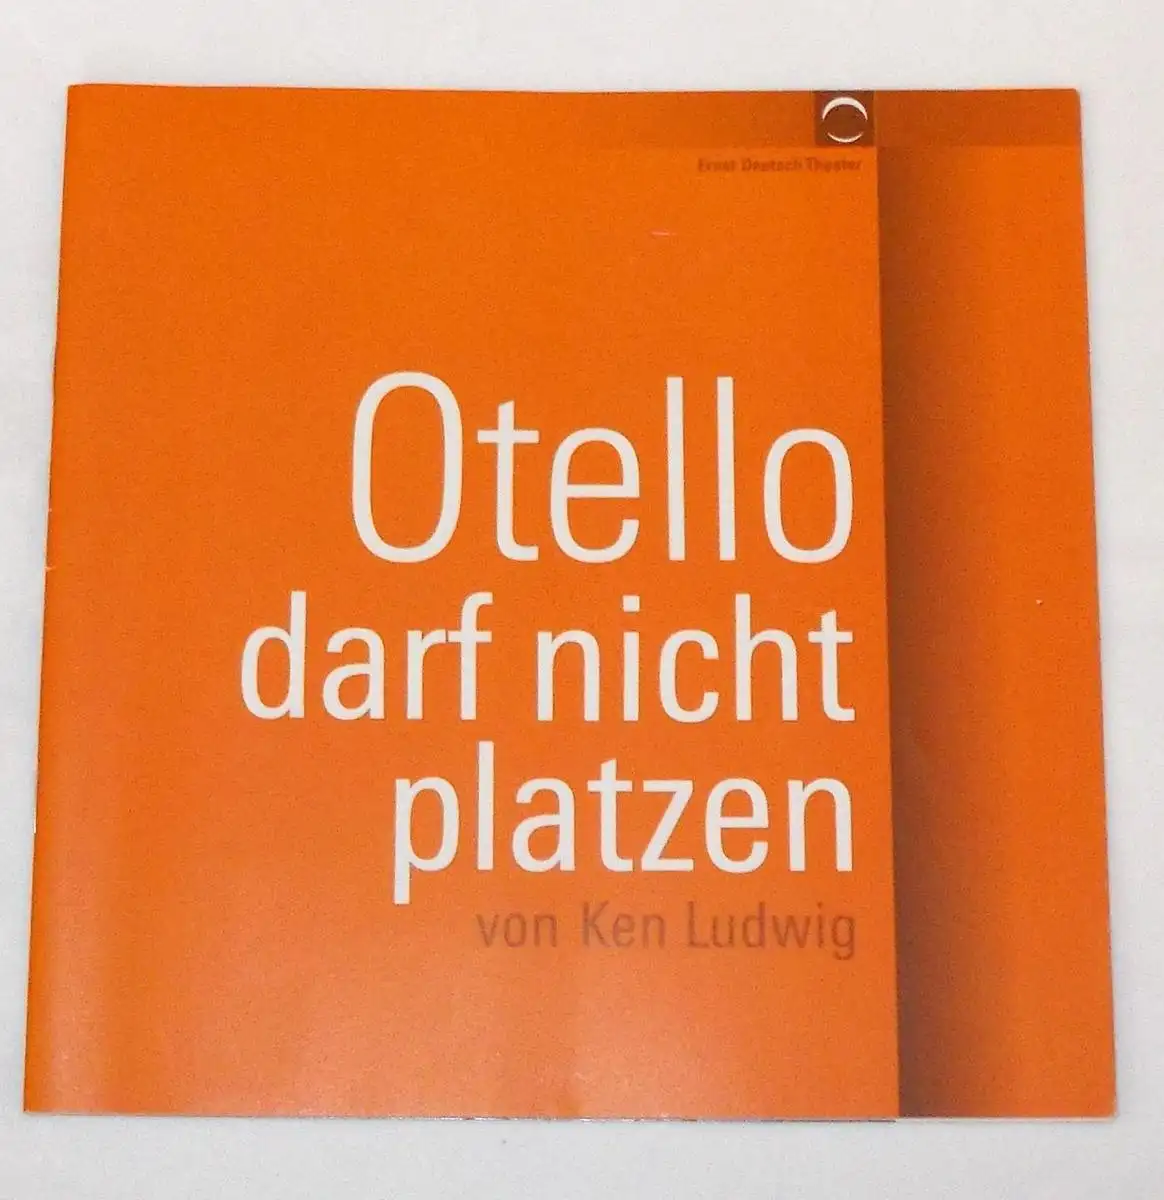 Ernst Deutsch Theater
Otello
darf nicht
platzen
von Ken Ludwig